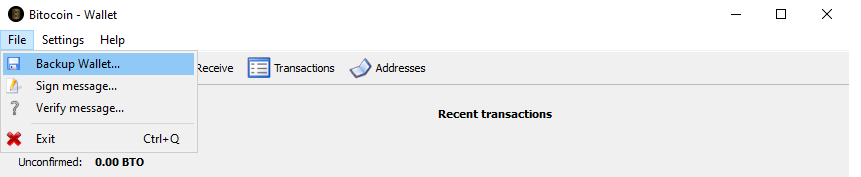 Bitocoin - Wallet
File Settings Help
Backup Wallet...
Receive Transactions Addresses
Sign message...
Verify message...
Recent transactions
Exit Ctrl+Q
Unconfirmed: 0.00 BTO